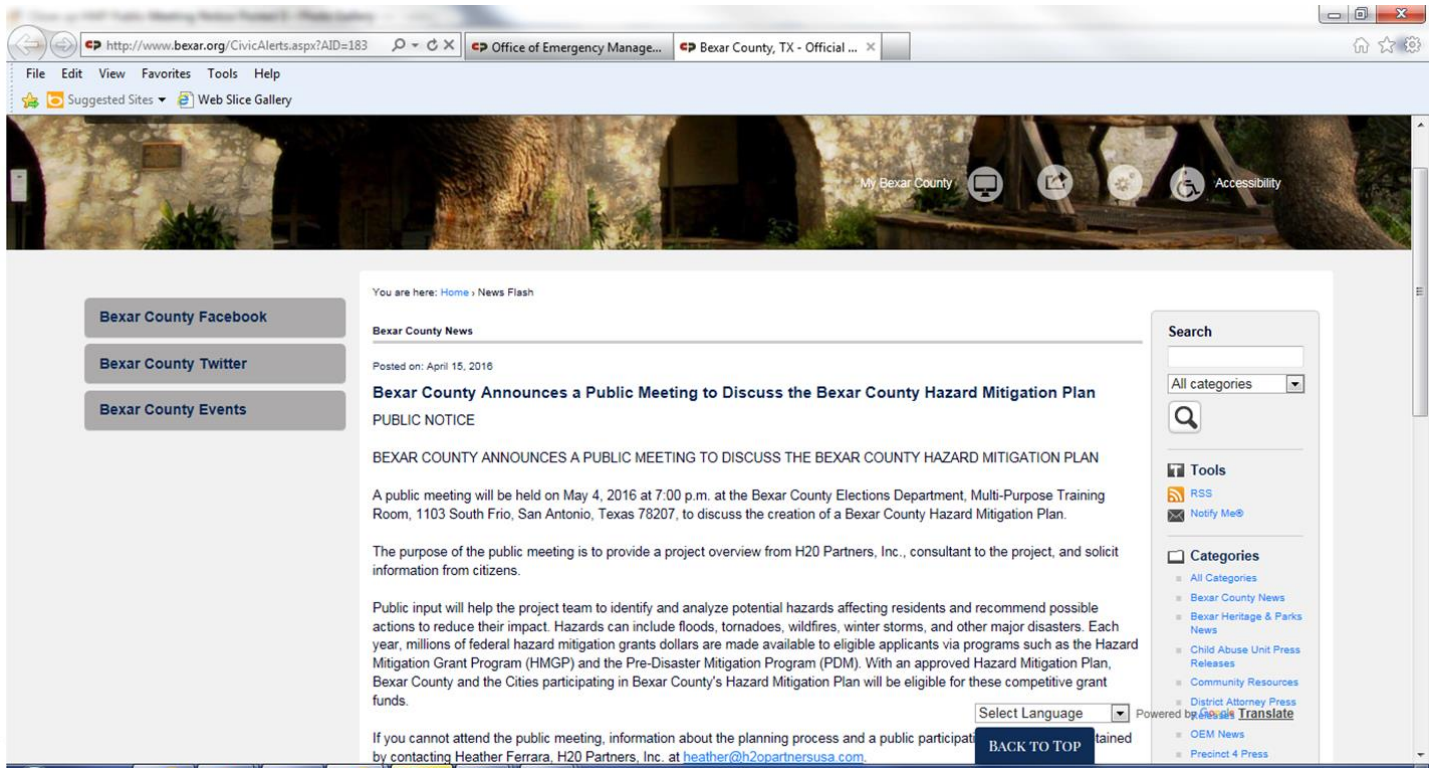 http://www.bexar.org/CivicAlerts.aspx?AID=183
Office of Emergency Manage...
Bexar County, TX - Official ...
File Edit View Favorites Tools Help
Suggested Sites Web Slice Gallery
My Bexar County
Accessibility
Bexar County Facebook
Bexar County Twitter
Bexar County Events
You are here: Home › News Flash
Bexar County News
Posted on: April 15, 2016
Bexar County Announces a Public Meeting to Discuss the Bexar County Hazard Mitigation Plan
PUBLIC NOTICE
BEXAR COUNTY ANNOUNCES A PUBLIC MEETING TO DISCUSS THE BEXAR COUNTY HAZARD MITIGATION PLAN
A public meeting will be held on May 4, 2016 at 7:00 p.m. at the Bexar County Elections Department, Multi-Purpose Training
Room, 1103 South Frio, San Antonio, Texas 78207, to discuss the creation of a Bexar County Hazard Mitigation Plan.
The purpose of the public meeting is to provide a project overview from H20 Partners, Inc., consultant to the project, and solicit
information from citizens.
Public input will help the project team to identify and analyze potential hazards affecting residents and recommend possible
actions to reduce their impact. Hazards can include floods, tornadoes, wildfires, winter storms, and other major disasters. Each
year, millions of federal hazard mitigation grants dollars are made available to eligible applicants via programs such as the Hazard
Mitigation Grant Program (HMGP) and the Pre-Disaster Mitigation Program (PDM). With an approved Hazard Mitigation Plan,
Bexar County and the Cities participating in Bexar County's Hazard Mitigation Plan will be eligible for these competitive grant
funds.
If you cannot attend the public meeting, information about the planning process and a public participati
tained
by contacting Heather Ferrara, H20 Partners, Inc. at heather@h2opartnersusa.com.
Select Language
Powered by Google Translate
BACK TO TOP
Search
All categories
Tools
RSS
Notify Me®
Categories
All Categories
Bexar County News
Bexar Heritage & Parks
News
Child Abuse Unit Press
Releases
Community Resources
District Attorney Press
Releases
OEM News
Precinct 4 Press